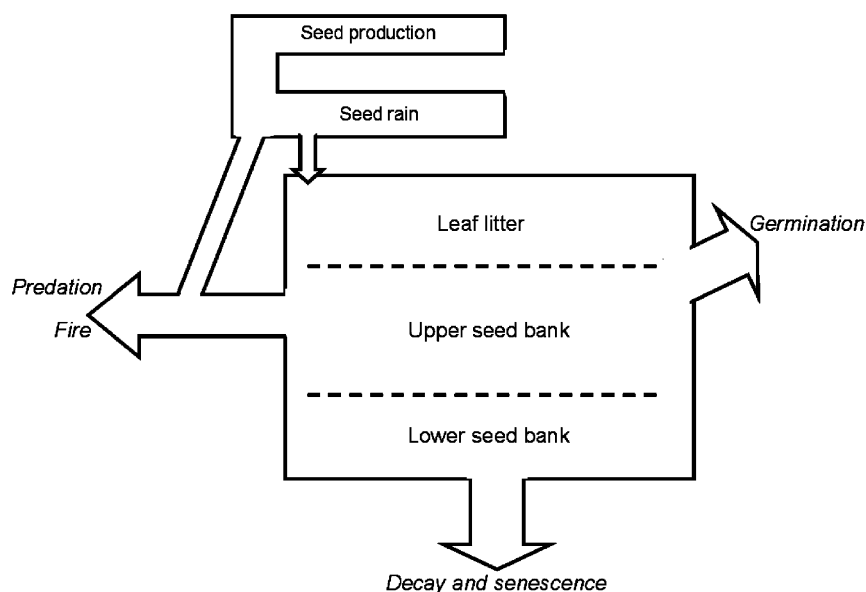 Seed production
Seed rain
Leaf litter
Germination
Predation
Fire
Upper seed bank
Lower seed bank
Decay and senescence